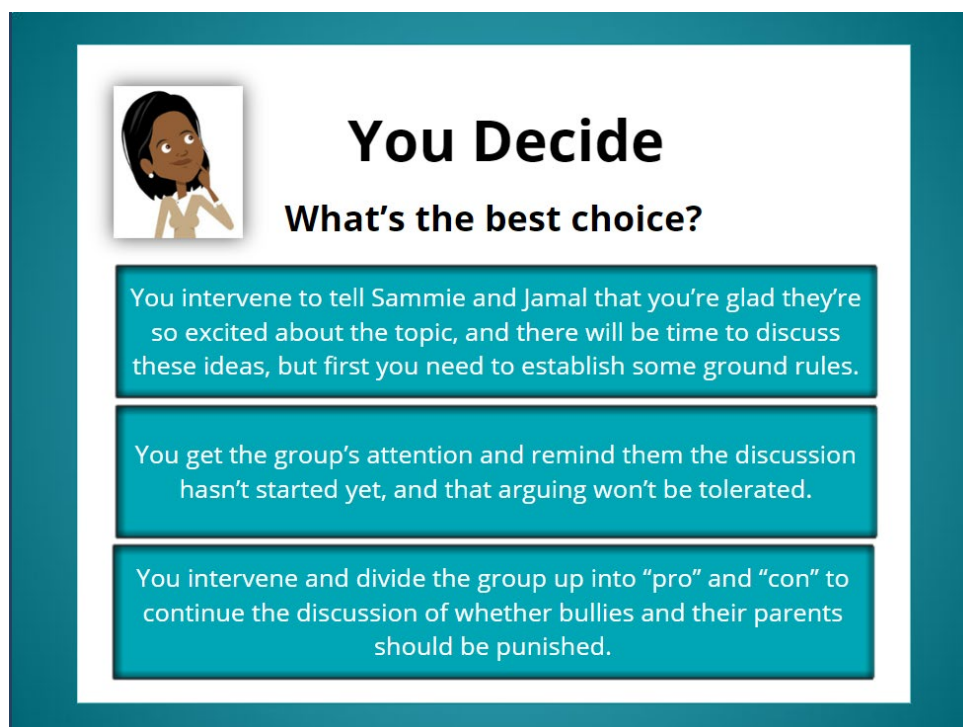 You Decide
What’s the best choice?
You intervene to tell Sammie and Jamal that you’re glad they’re
so excited about the topic, and there will be time to discuss
these ideas, but first you need to establish some ground rules.
You get the group’s attention and remind them the discussion
hasn’t started yet, and that arguing won’t be tolerated.
You intervene and divide the group up into “pro” and “con” to
continue the discussion of whether bullies and their parents
should be punished.